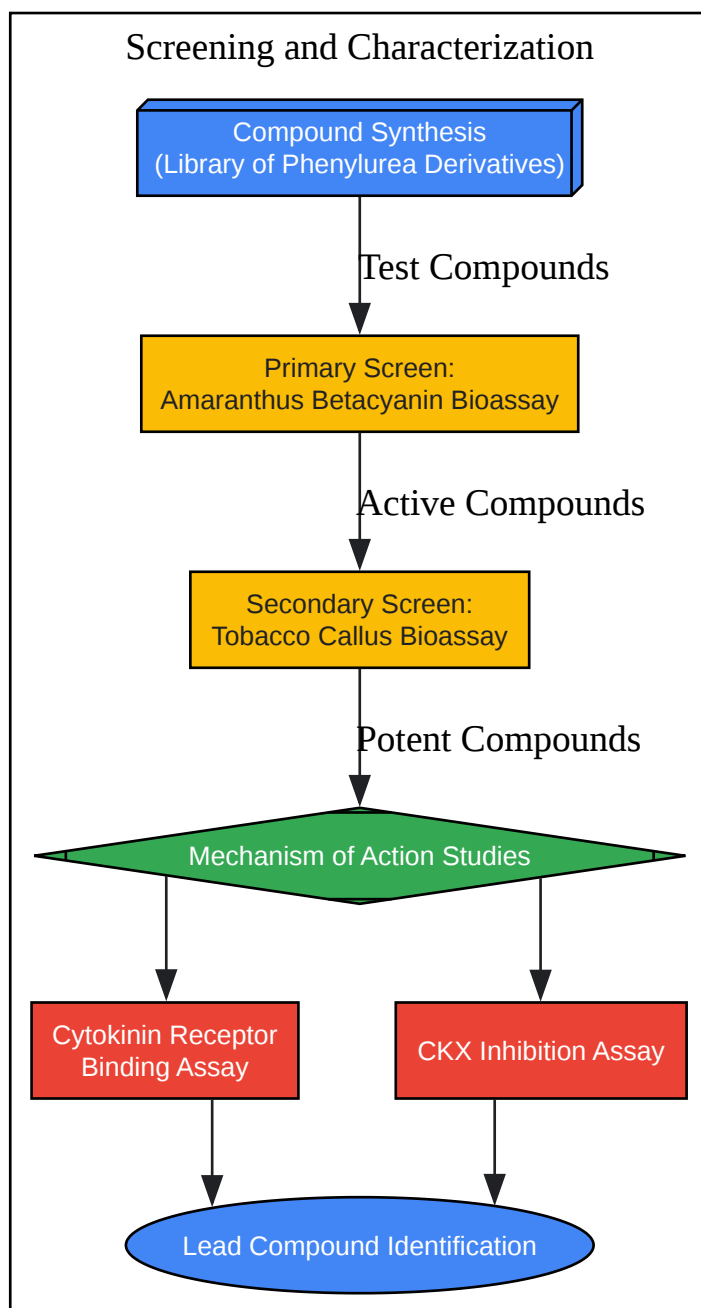 Screening and Characterization
Compound Synthesis
(Library of Phenylurea Derivatives)
Test Compounds
Primary Screen:
Amaranthus Betacyanin Bioassay
Active Compounds
Secondary Screen:
Tobacco Callus Bioassay
Potent Compounds
Mechanism of Action Studies
Cytokinin Receptor
Binding Assay
CKX Inhibition Assay
Lead Compound Identification